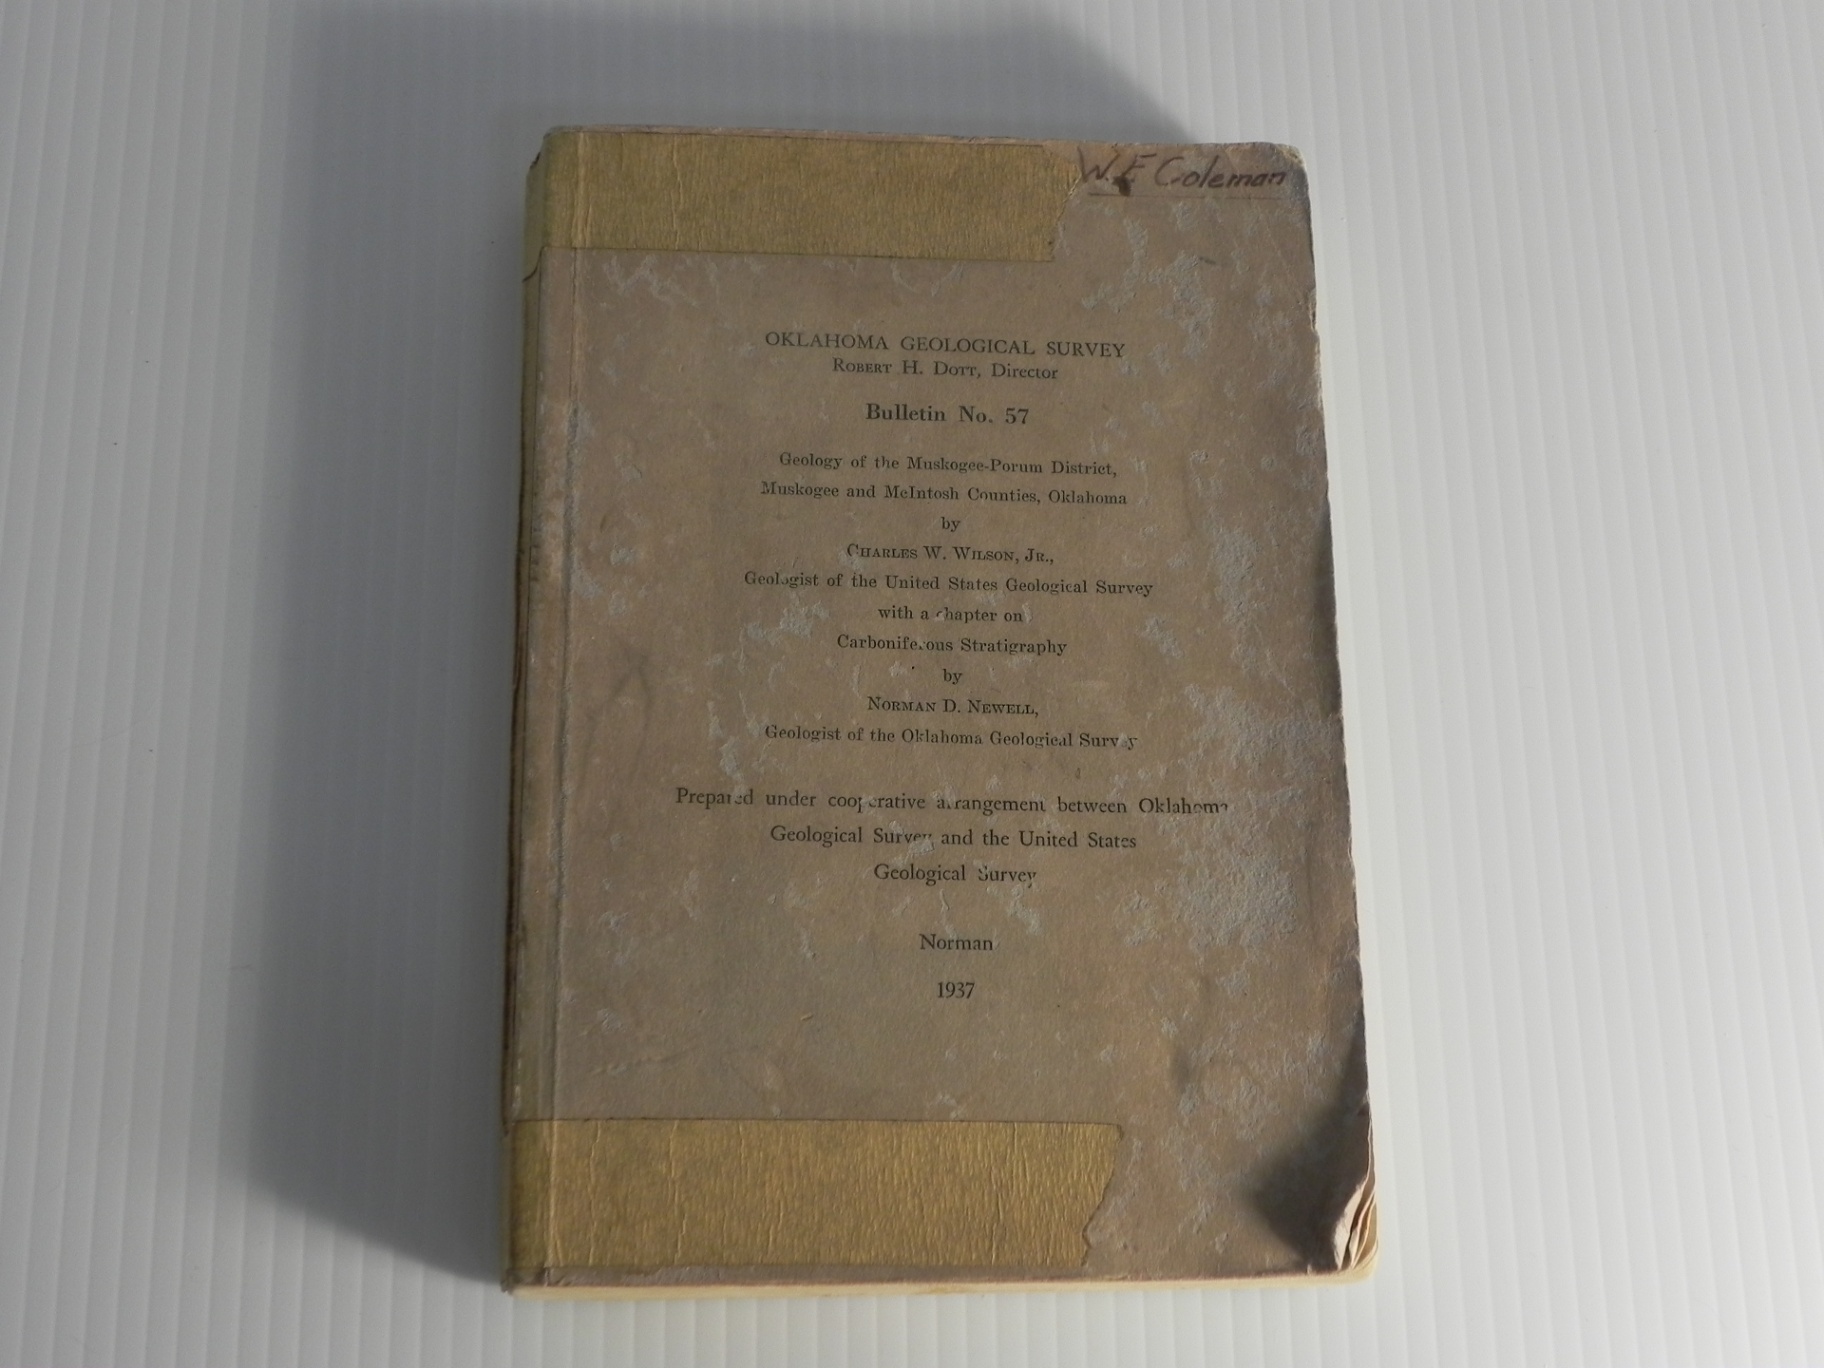 W. E Coleman
OKLAHOMA GEOLOGICAL SURVEY
ROBERT H. DOTT, Director
Bulletin No. 57
Geology of the Muskogee-Porum District,
Muskogee and McIntosh Counties, Oklahoma
by
CHARLES W. WILSON, JR.,
Geologist of the United States Geological Survey
with a chapter on
Carboniferous Stratigraphy
by
NORMAN D. NEWELL,
Geologist of the Oklahoma Geological Survey
Prepared under cooperative arrangement between Oklahoma
Geological Survey and the United States
Geological Survey
Norman
1937